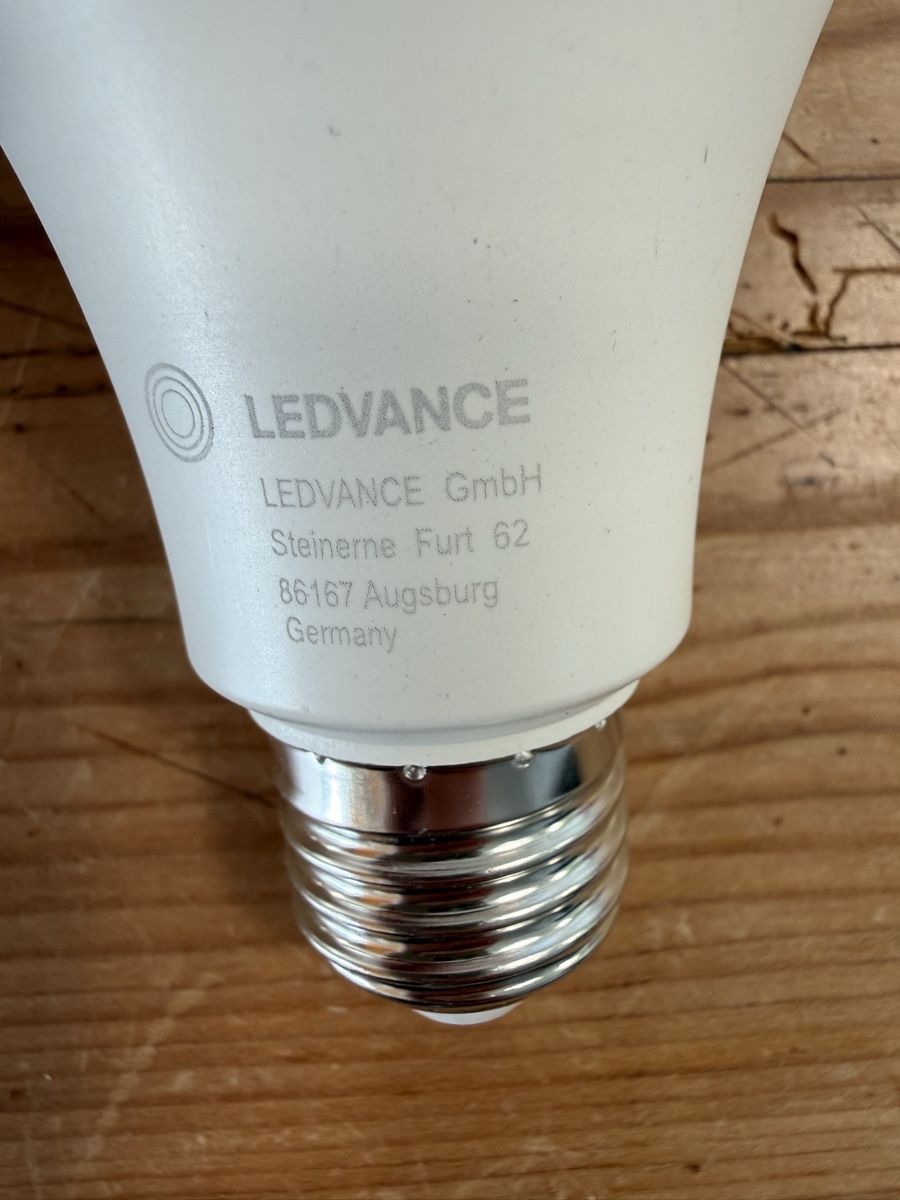 LEDVANCE
LEDVANCE GmbH
Steinerne Furt 62
86167 Augsburg
Germany